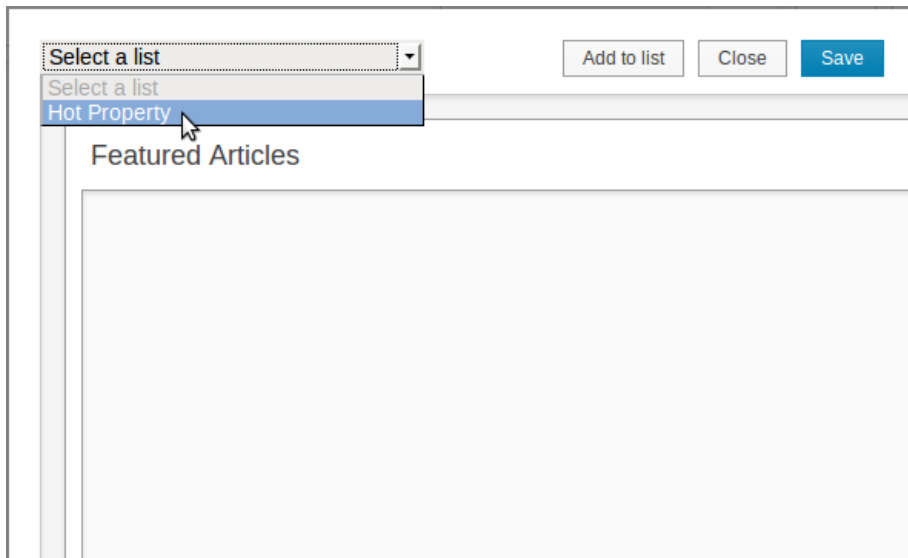 Select a list
Add to list
Close
Save
Select a list
Hot Property
Featured Articles